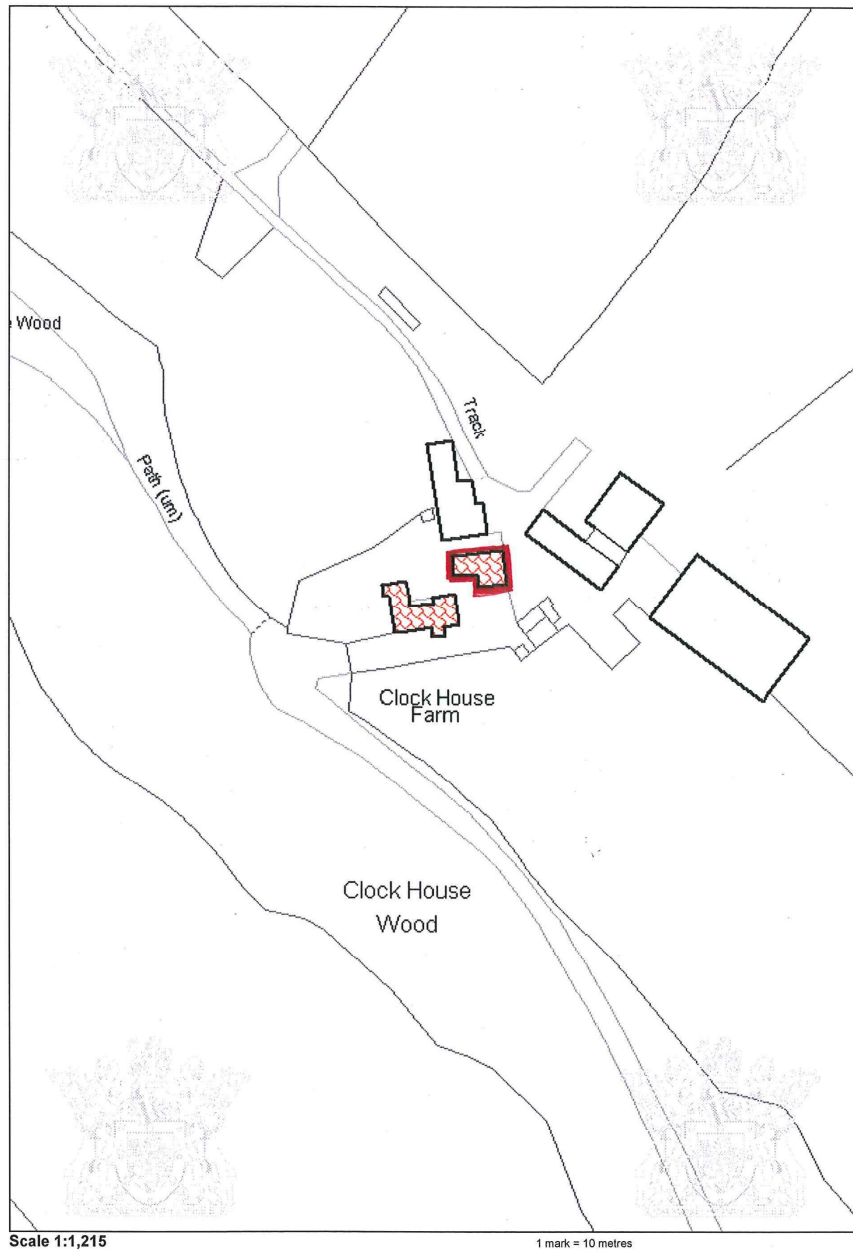 e Wood
Track
Path (um)
Clock House
Farm
Clock House
Wood
Scale 1:1,215
1 mark = 10 metres